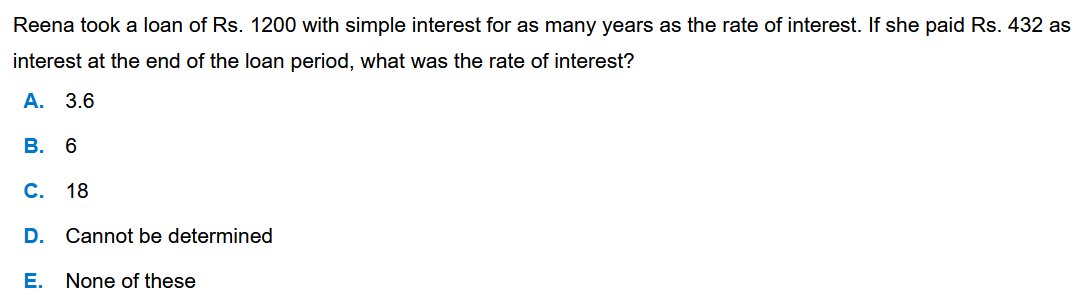 Reena took a loan of Rs. 1200 with simple interest for as many years as the rate of interest. If she paid Rs. 432 as
interest at the end of the loan period, what was the rate of interest?
A. 3.6
B. 6
C. 18
D. Cannot be determined
E. None of these